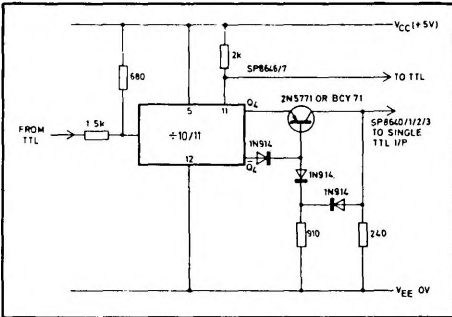 VCC (+5V)
2k
SP8646/7
680
TO TTL
5
11
Q4
2N5771 OR BCY 71
FROM
TTL
1 5k
÷10/11
SP8640/1/2/3
TO SINGLE
TTL I/P
1N914
12
Q4
1N914
1N914
910
240
VEE 0V